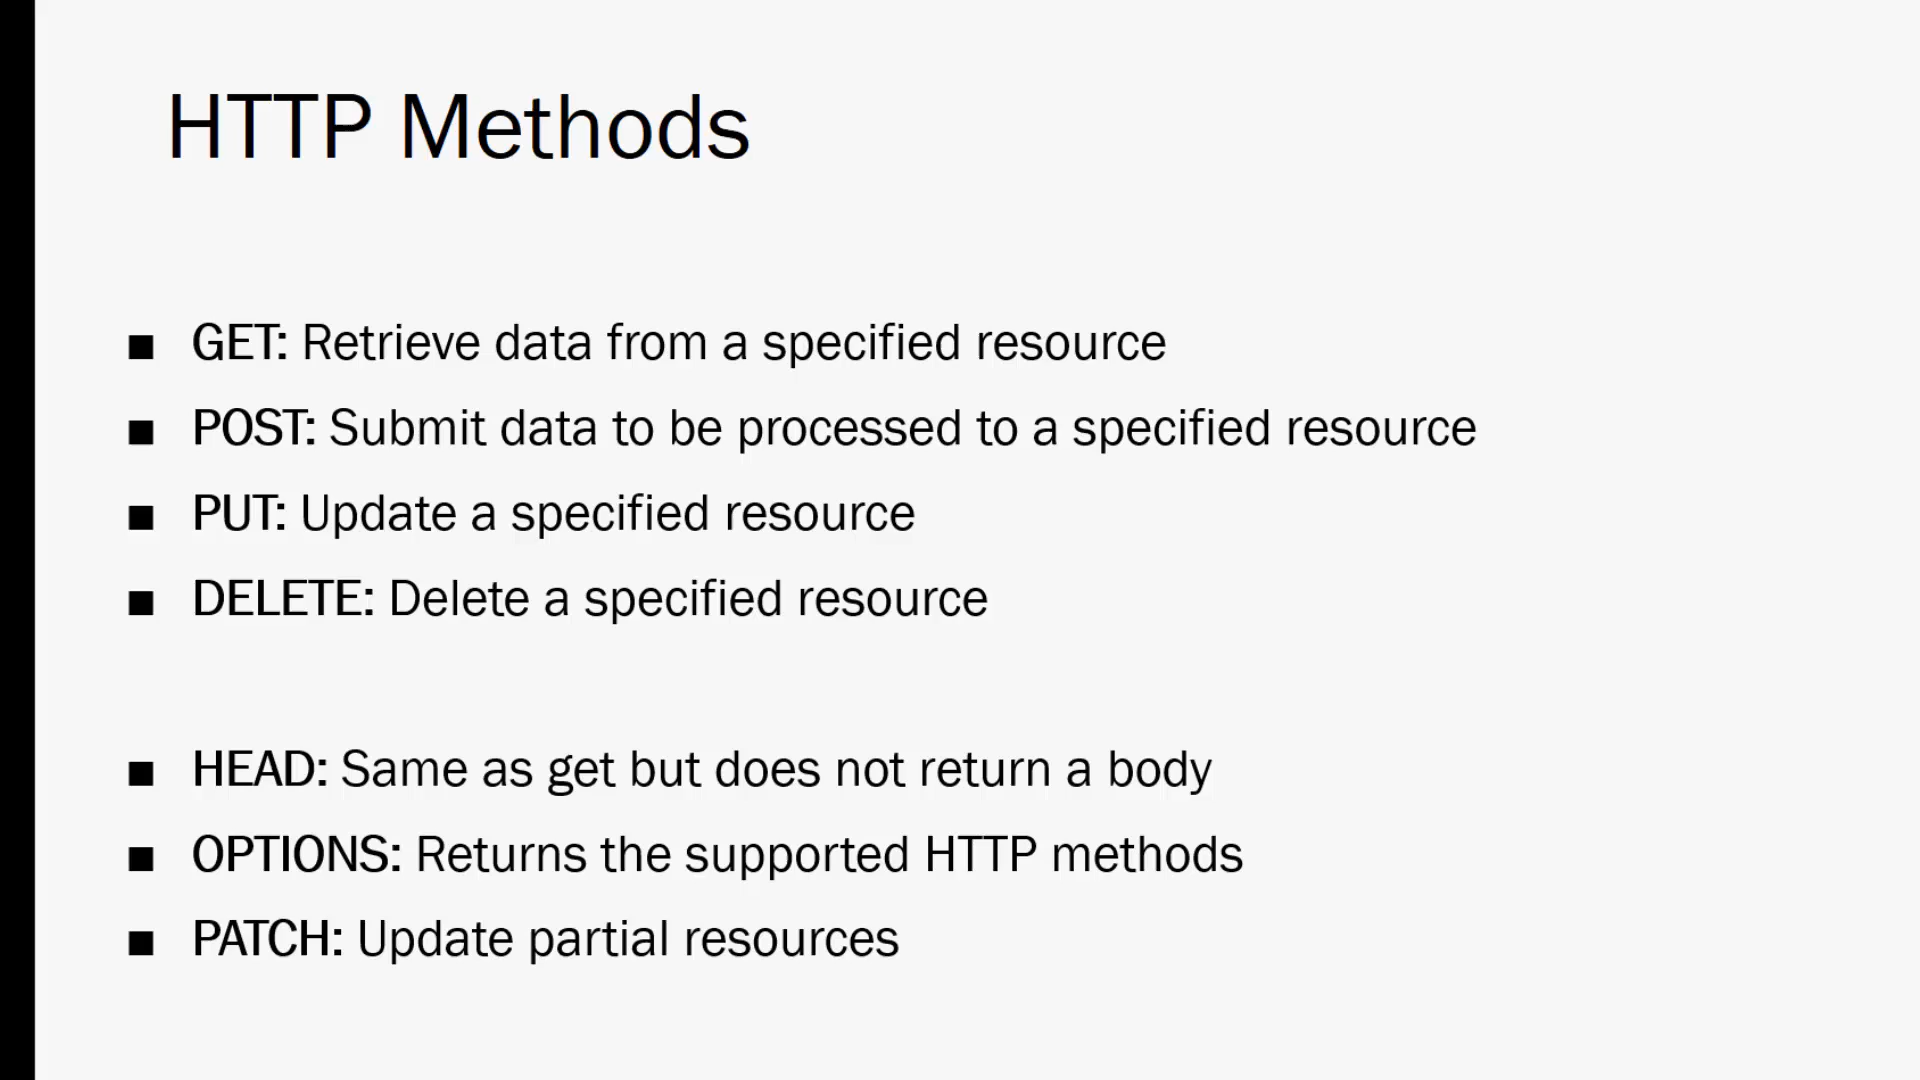 HTTP Methods
■ GET: Retrieve data from a specified resource
■ POST: Submit data to be processed to a specified resource
■ PUT: Update a specified resource
■ DELETE: Delete a specified resource
■ HEAD: Same as get but does not return a body
■ OPTIONS: Returns the supported HTTP methods
■ PATCH: Update partial resources